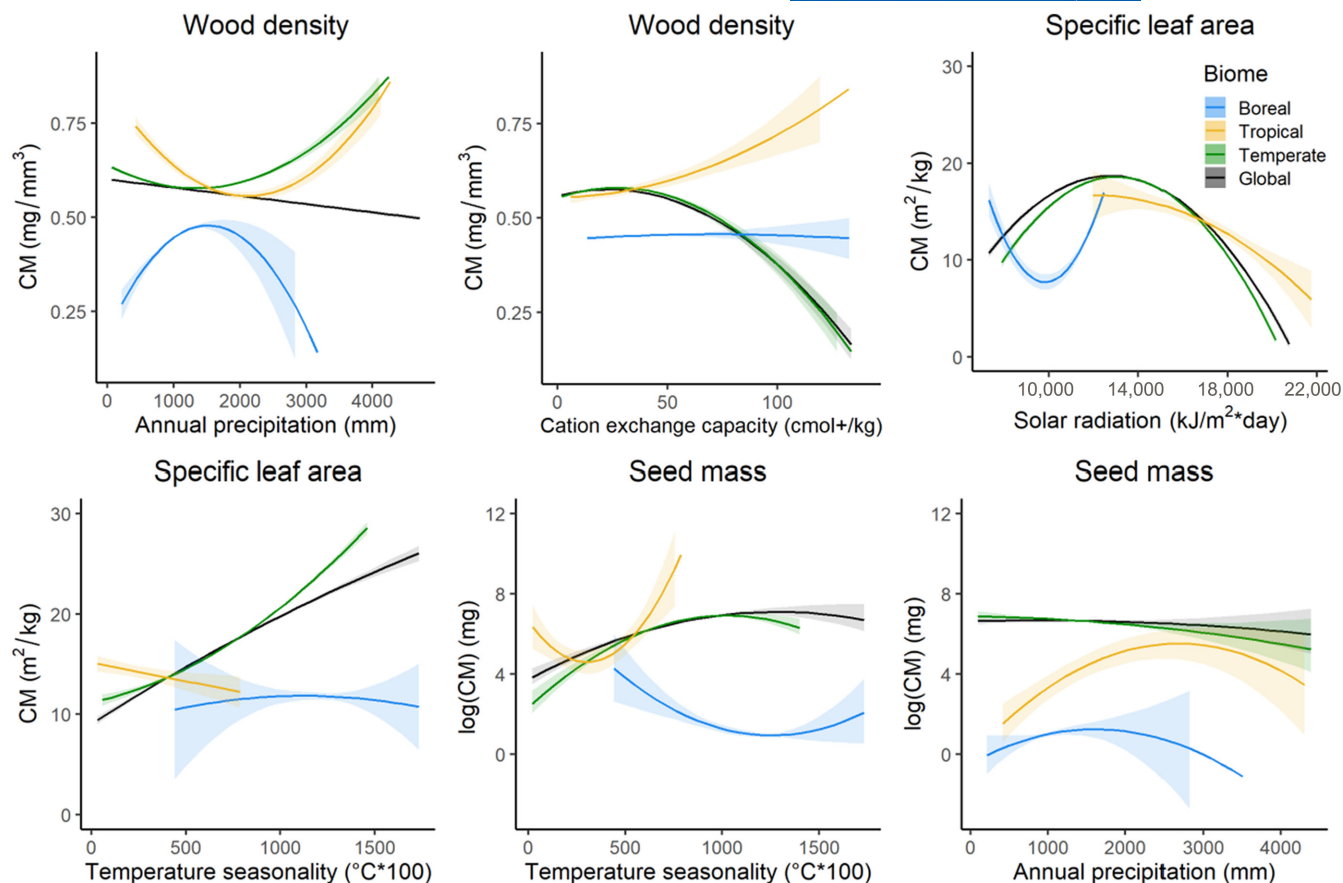 Wood density
0.75
0.50
0.25
CM (mg/mm³)
0 1000 2000 3000 4000
Annual precipitation (mm)
Wood density
0.75
0.50
0.25
CM (mg/mm³)
0 50 100
Cation exchange capacity (cmol+/kg)
Specific leaf area
30
20
10
0
CM (m²/kg)
10,000 14,000 18,000 22,000
Solar radiation (kJ/m²*day)
Biome
Boreal
Tropical
Temperate
Global
Specific leaf area
30
20
10
0
CM (m²/kg)
0 500 1000 1500
Temperature seasonality (°C*100)
Seed mass
12
8
4
0
log(CM) (mg)
0 500 1000 1500
Temperature seasonality (°C*100)
Seed mass
12
8
4
0
log(CM) (mg)
0 1000 2000 3000 4000
Annual precipitation (mm)